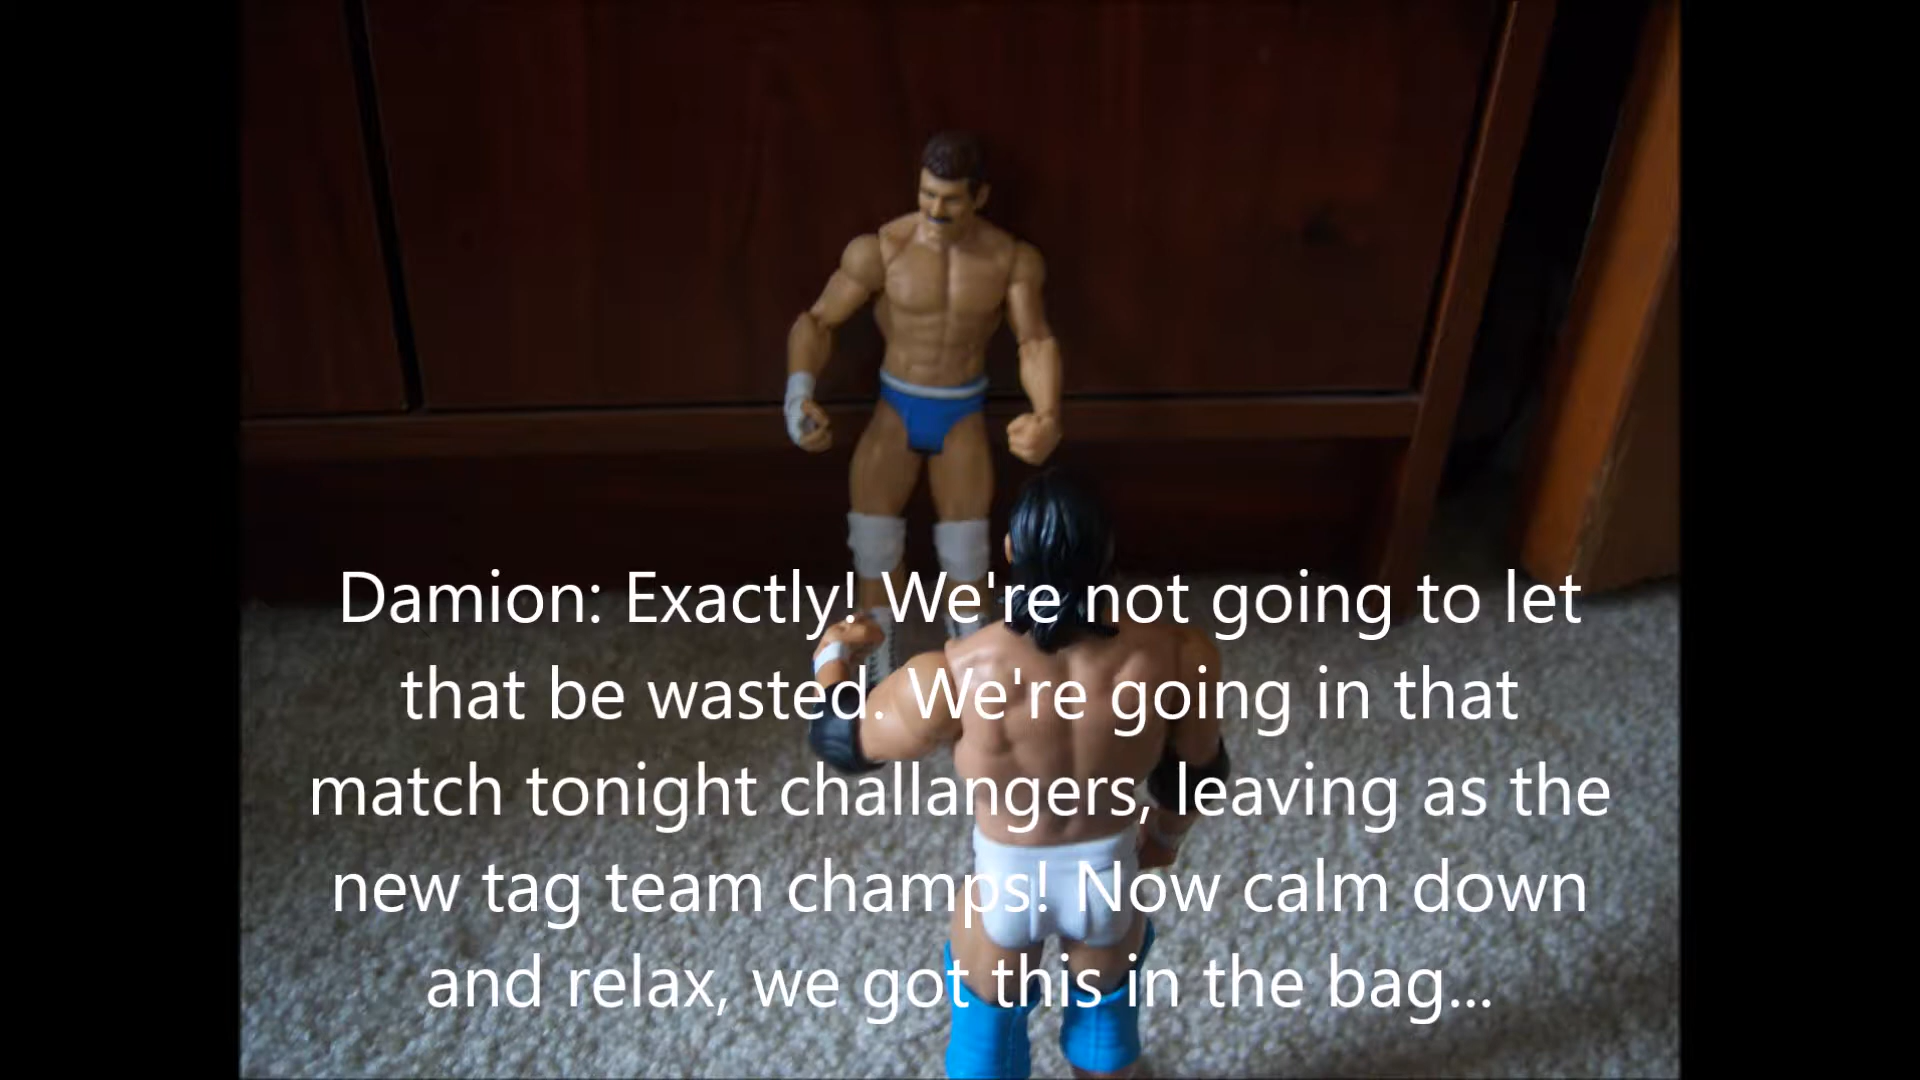 Damion: Exactly! We're not going to let
that be wasted. We're going in that
match tonight challangers, leaving as the
new tag team champs! Now calm down
and relax, we got this in the bag...